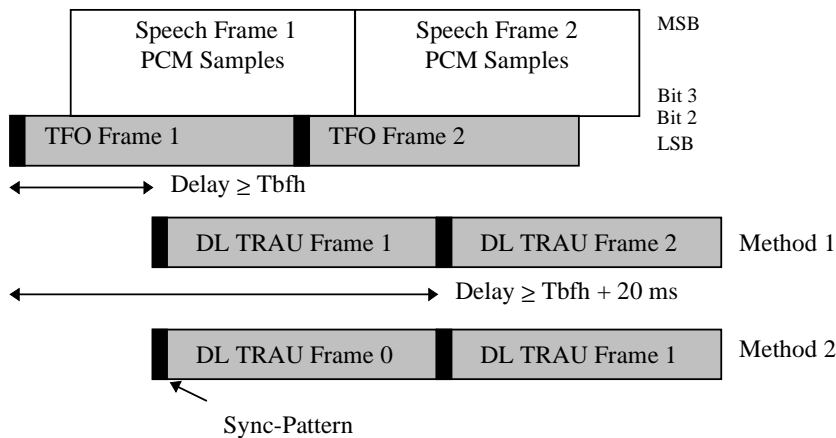 Speech Frame 1
PCM Samples
Speech Frame 2
PCM Samples
MSB
Bit 3
Bit 2
LSB
TFO Frame 1
TFO Frame 2
Delay ≥ Tbfh
DL TRAU Frame 1
DL TRAU Frame 2
Method 1
Delay ≥ Tbfh + 20 ms
DL TRAU Frame 0
DL TRAU Frame 1
Method 2
Sync-Pattern